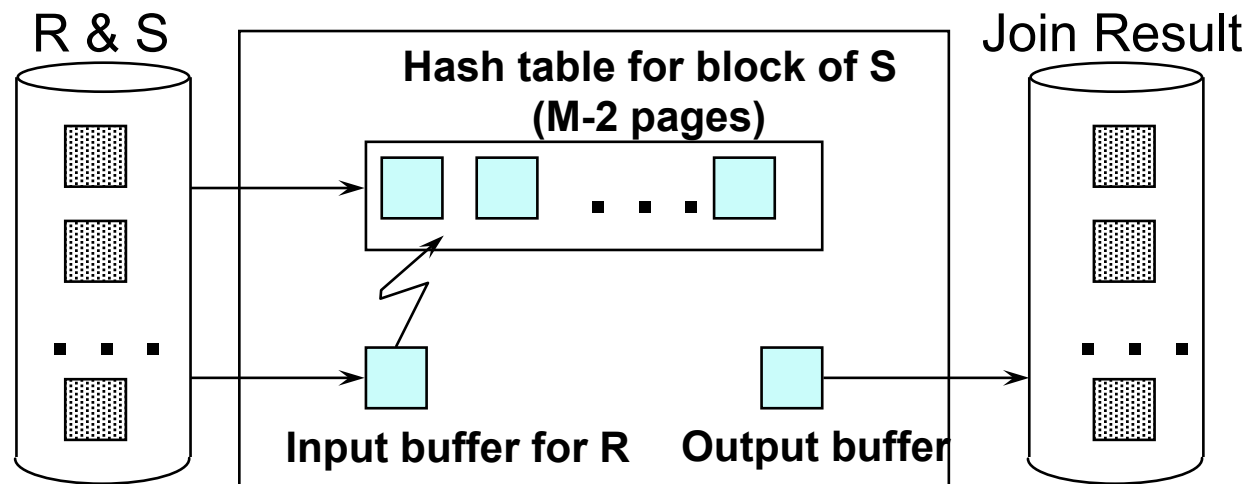 R & S
Join Result
Hash table for block of S
(M-2 pages)
Input buffer for R
Output buffer